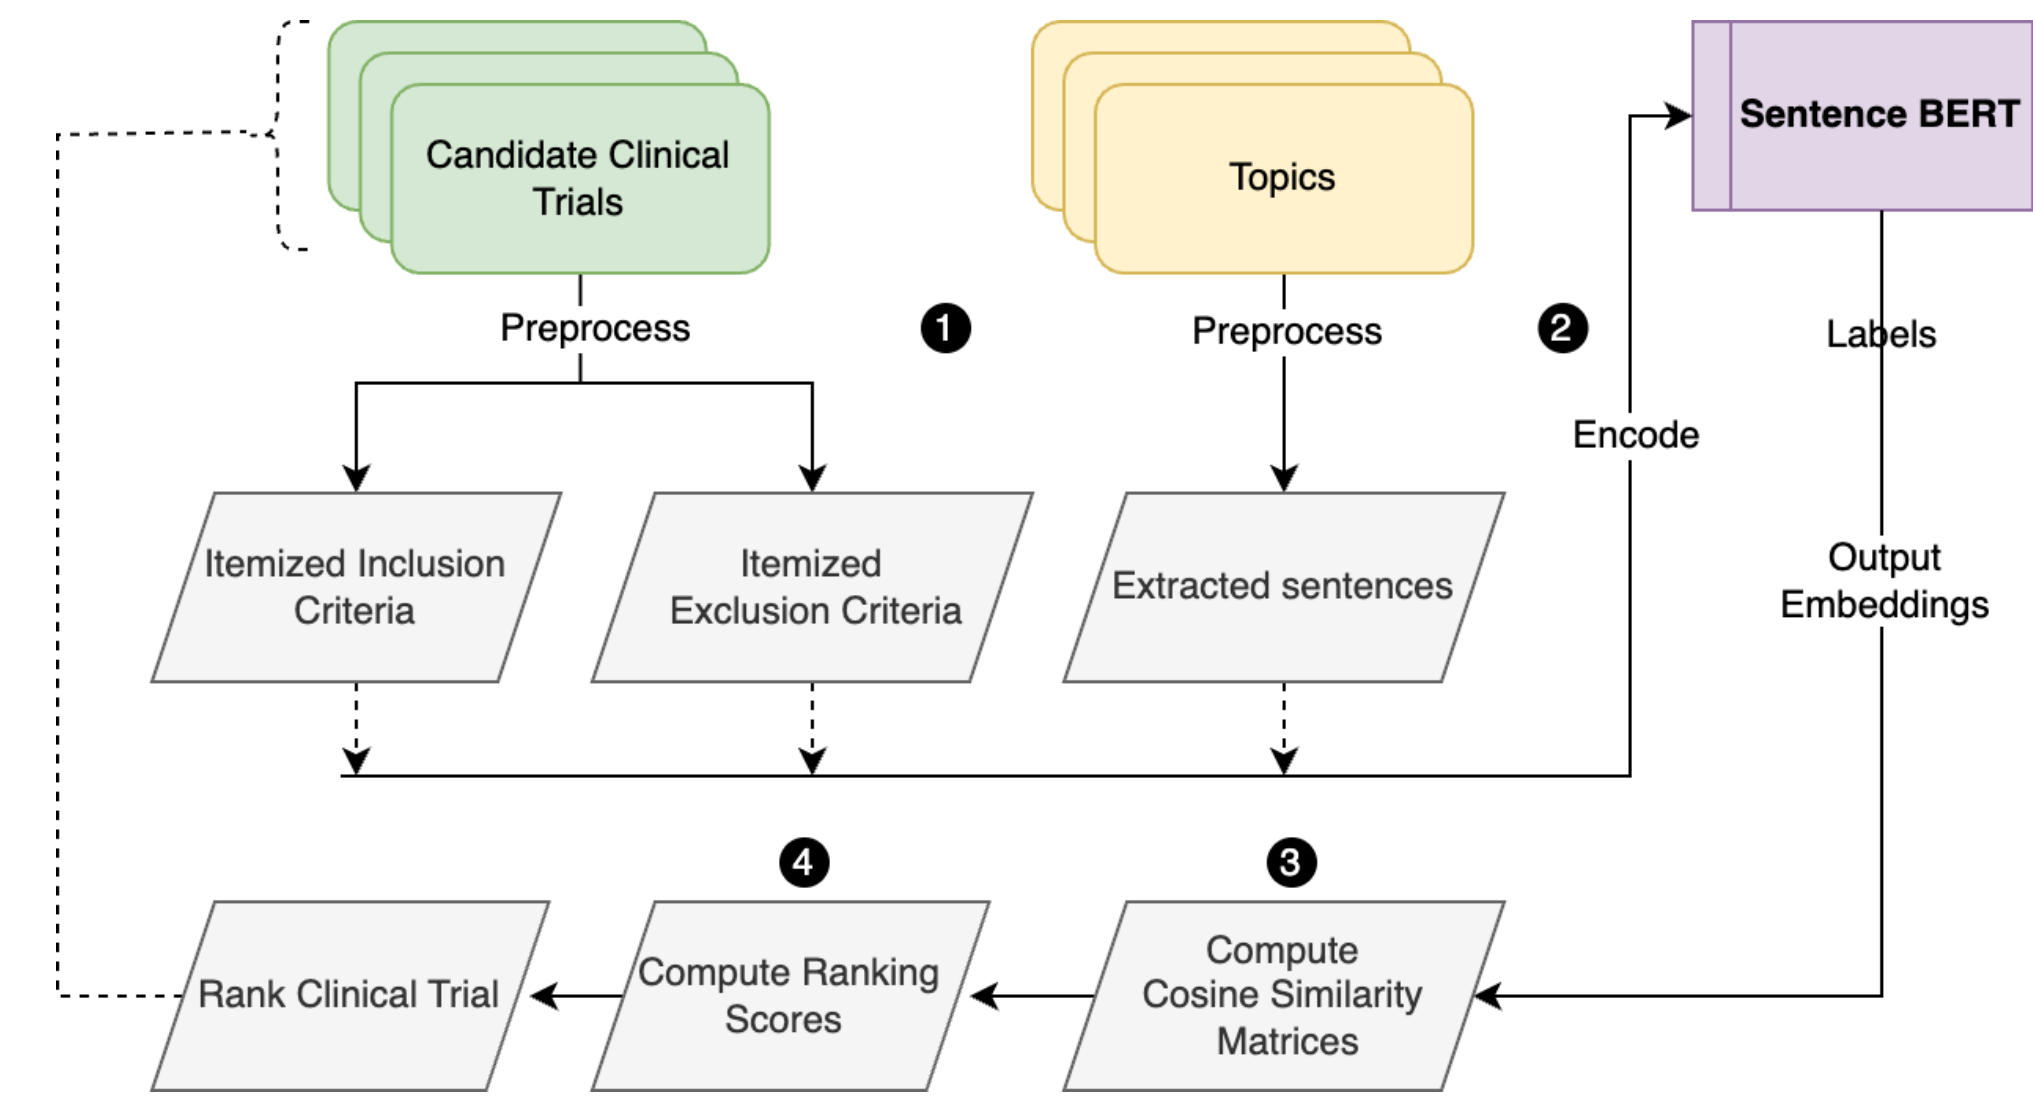 Candidate Clinical
Trials
Topics
Sentence BERT
Preprocess
1
Preprocess
2
Labels
Encode
Itemized Inclusion
Criteria
Itemized
Exclusion Criteria
Extracted sentences
Output
Embeddings
4
3
Rank Clinical Trial
Compute Ranking
Scores
Compute
Cosine Similarity
Matrices